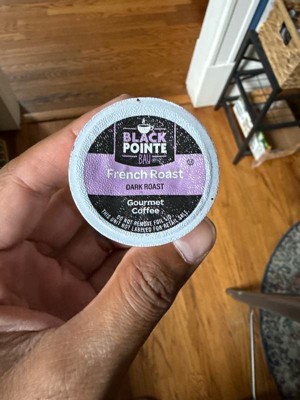 BLACK
POINTE
BAY
French Roast
DARK ROAST
Gourmet
Coffee
DO NOT REMOVE FOIL LID.
THIS UNIT NOT LABELED FOR RETAIL SALE.